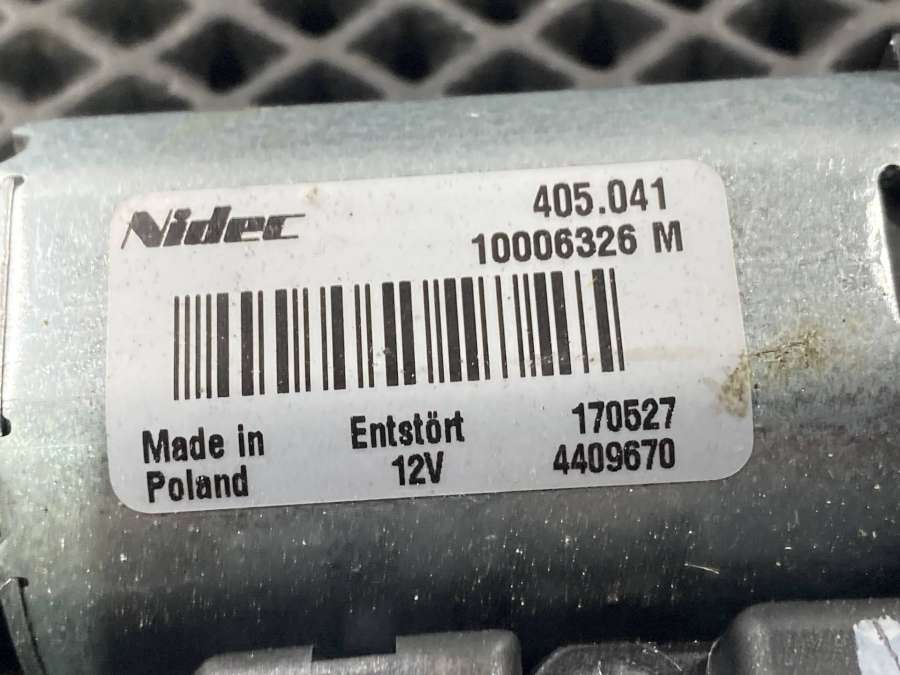 Nidec
405.041
10006326 M
Made in
Poland
Entstört
12V
170527
4409670